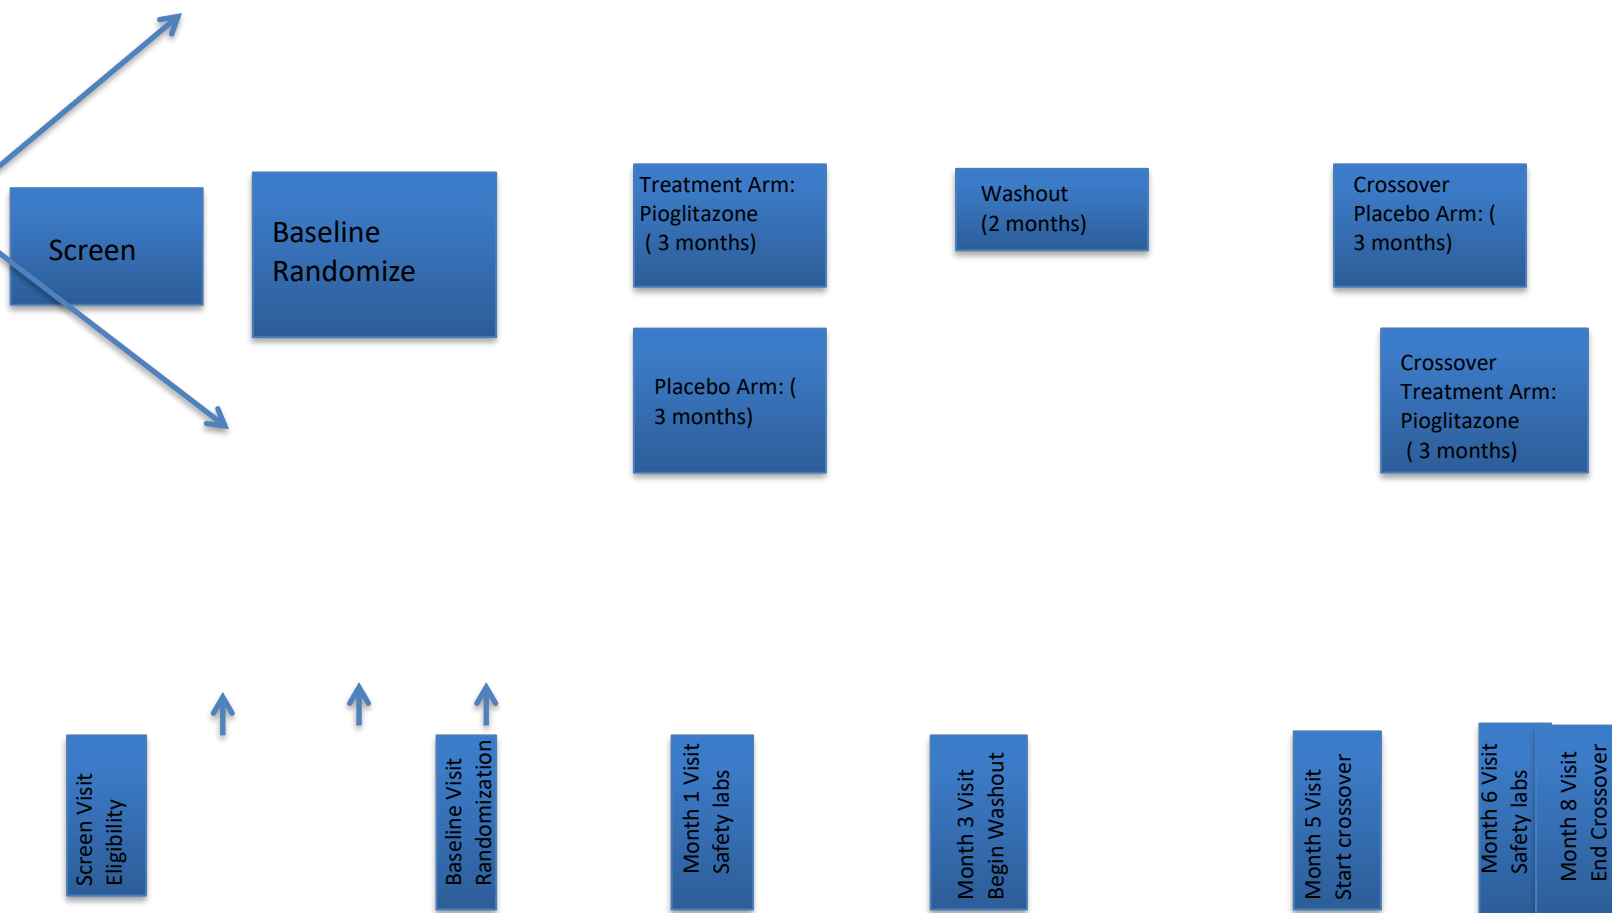 Screen
Baseline
Randomize
Treatment Arm:
Pioglitazone
( 3 months)
Washout
(2 months)
Crossover
Placebo Arm: (
3 months)
Placebo Arm: (
3 months)
Crossover
Treatment Arm:
Pioglitazone
( 3 months)
Screen Visit
Eligibility
Baseline Visit
Randomization
Month 1 Visit
Safety labs
Month 3 Visit
Begin Washout
Month 5 Visit
Start crossover
Month 6 Visit
Safety labs
Month 8 Visit
End Crossover